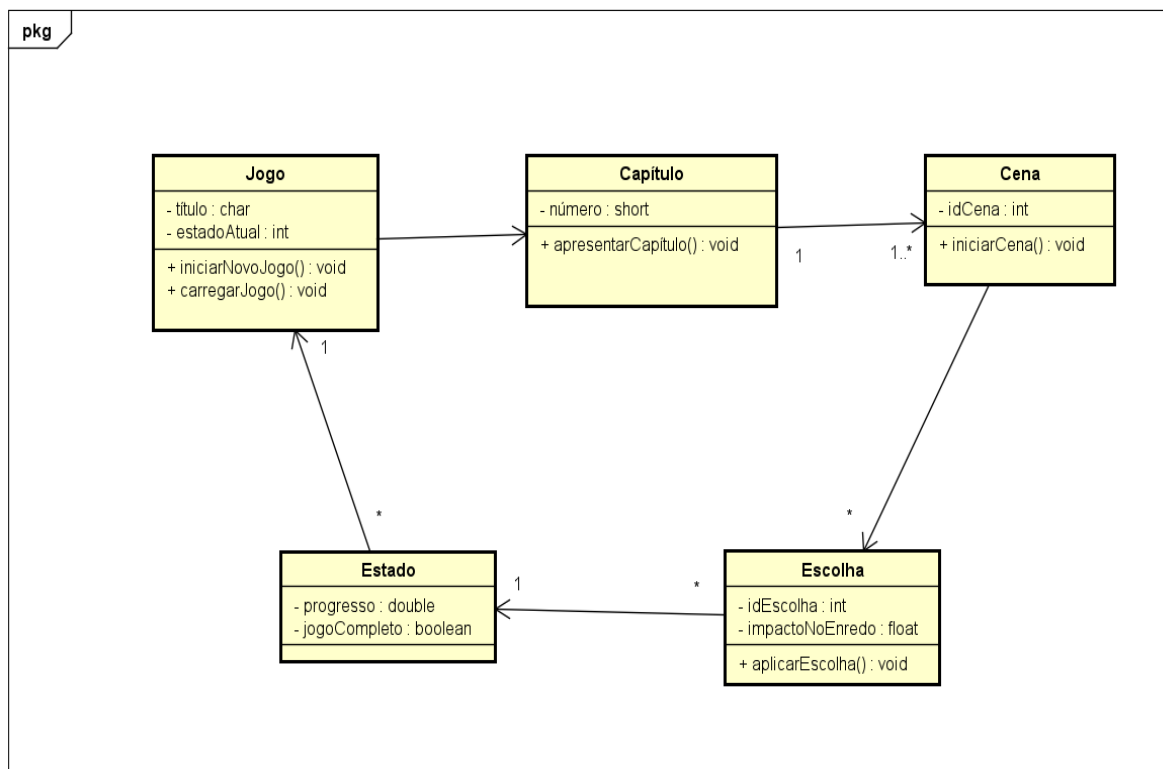 pkg
Jogo
- título : char
- estadoAtual : int
+ iniciarNovoJogo() : void
+ carregarJogo() : void
Capítulo
- número : short
+ apresentarCapítulo() : void
Cena
- idCena : int
+ iniciarCena() : void
1
1..*
1
*
*
1
*
Estado
- progresso : double
- jogoCompleto : boolean
Escolha
- idEscolha : int
- impactoNoEnredo : float
+ aplicarEscolha() : void